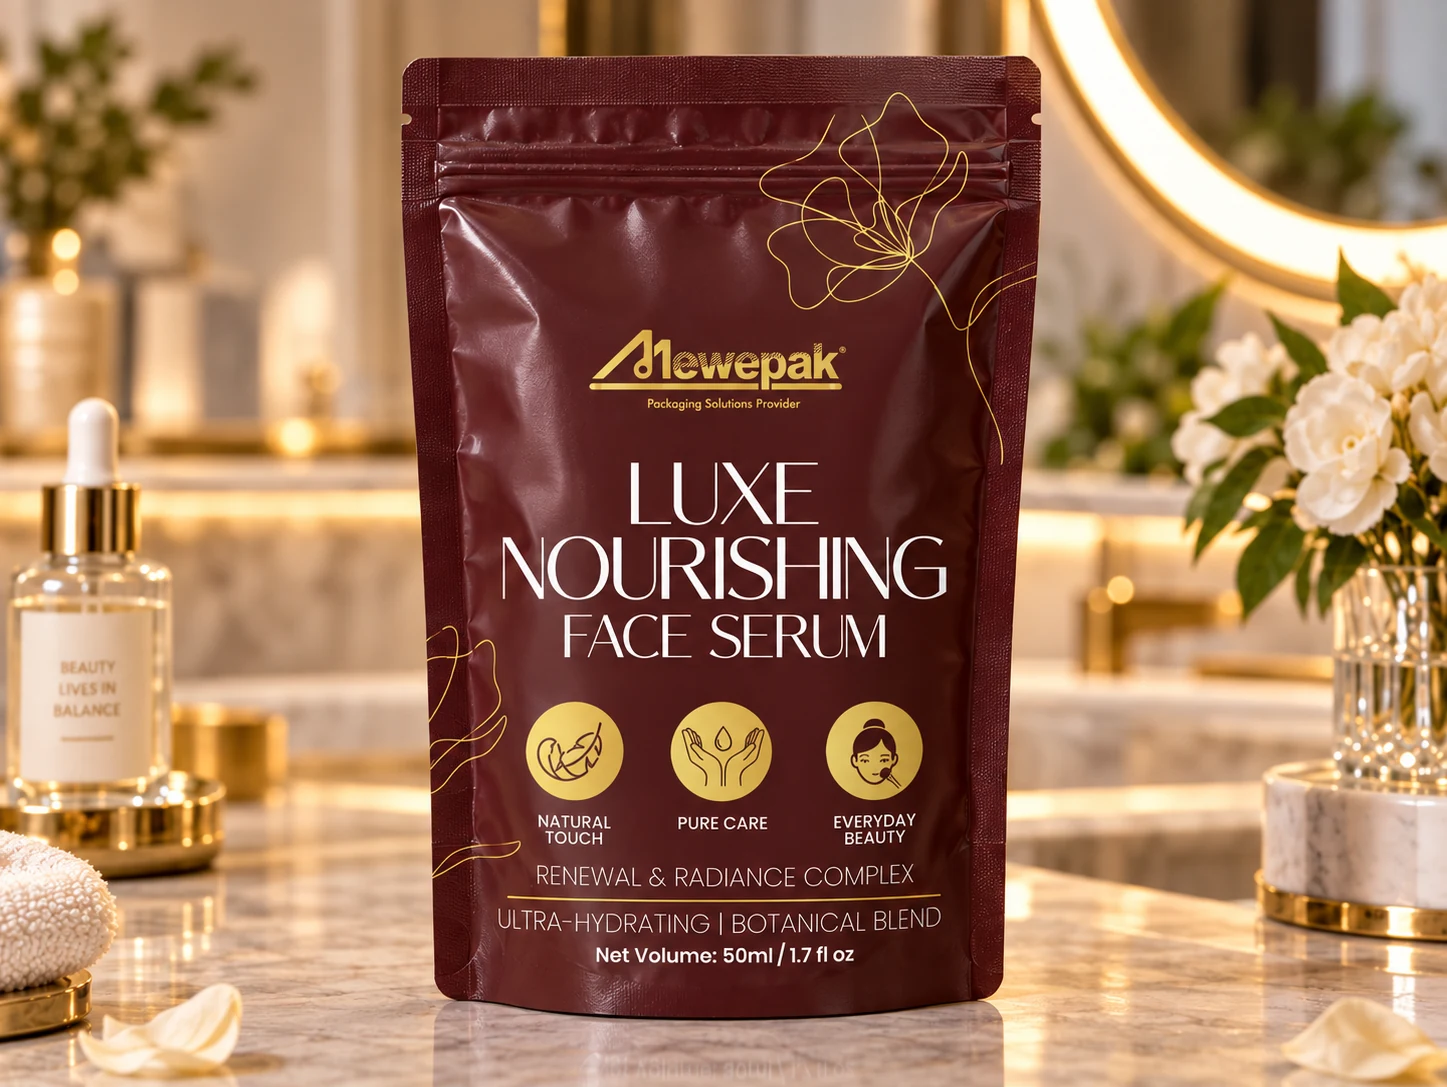 Mewepak®
Packaging Solutions Provider
LUXE
NOURISHING
FACE SERUM
NATURAL
TOUCH
PURE CARE
EVERYDAY
BEAUTY
RENEWAL & RADIANCE COMPLEX
ULTRA-HYDRATING | BOTANICAL BLEND
Net Volume: 50ml / 1.7 fl oz
BEAUTY
LIVES IN
BALANCE